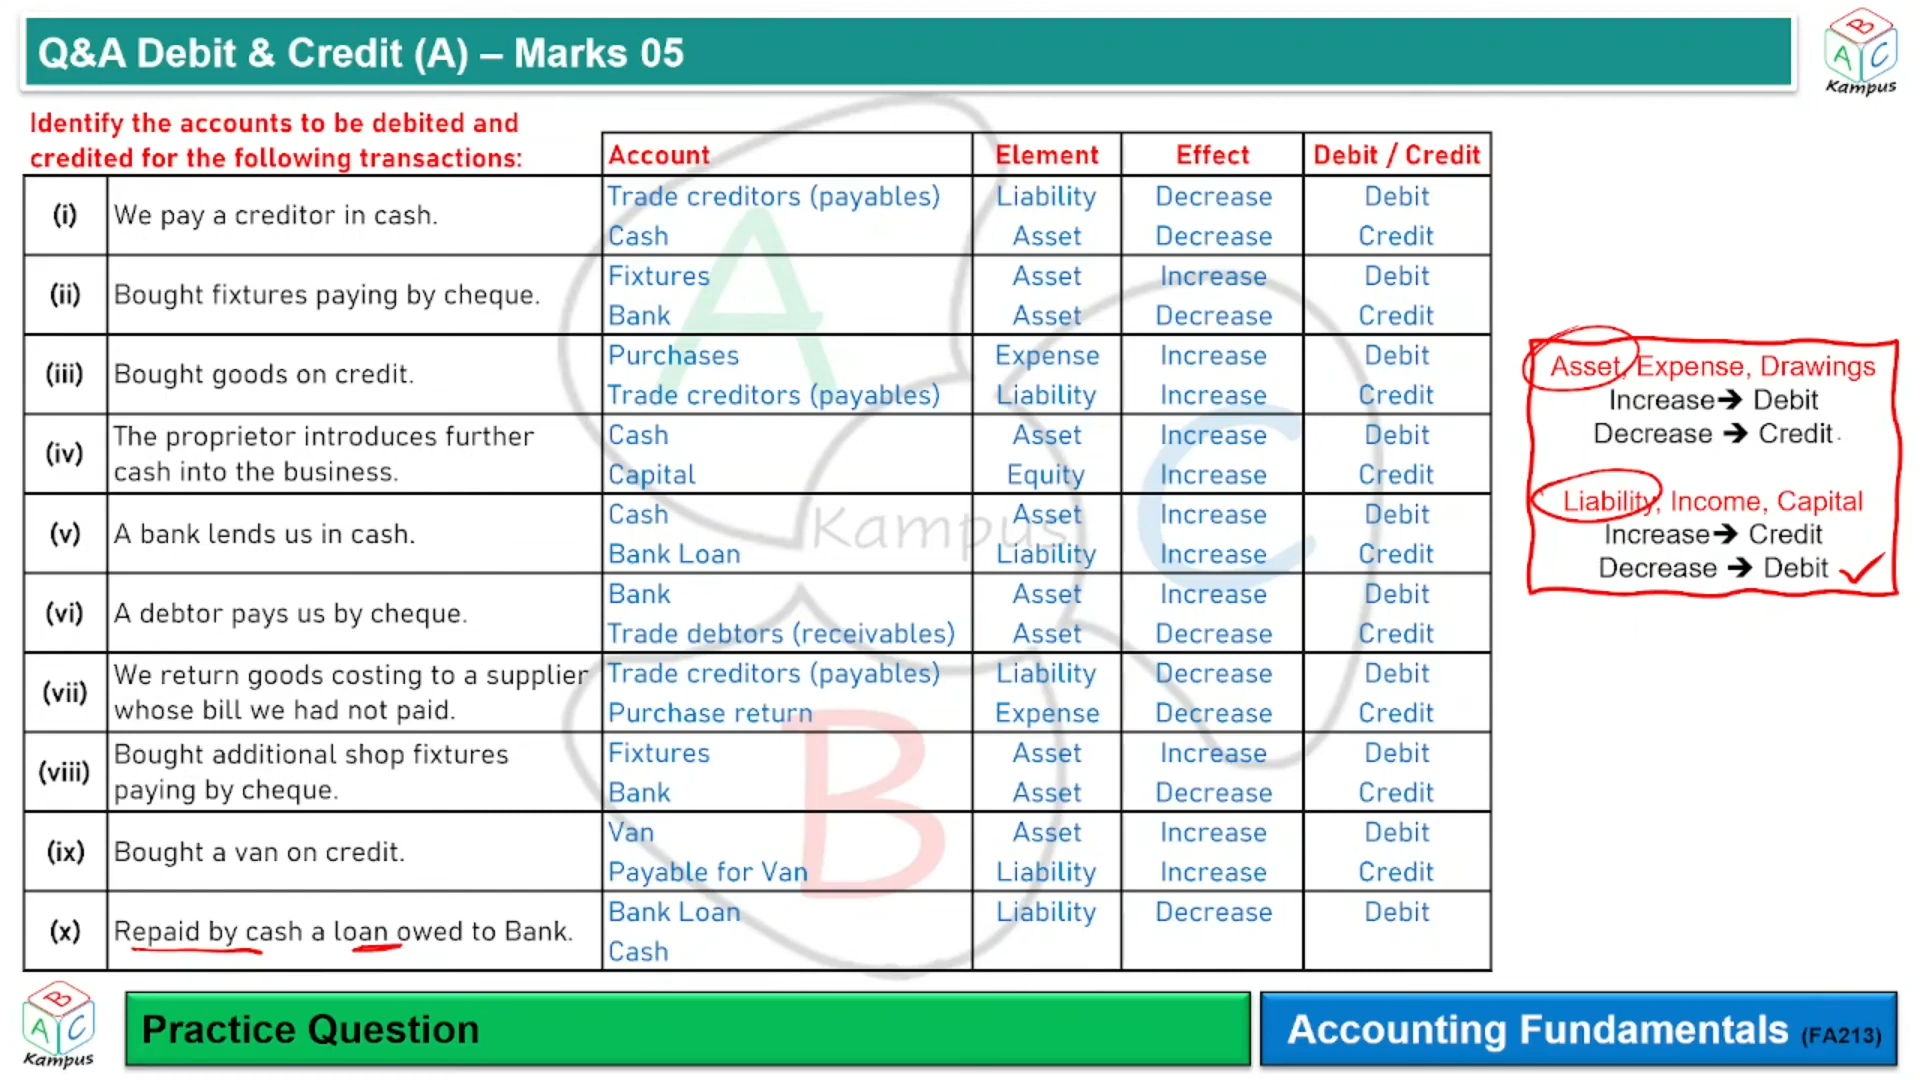 Q&A Debit & Credit (A) – Marks 05
B
A C
Kampus
Identify the accounts to be debited and
credited for the following transactions:
Account Element Effect Debit / Credit
(i) We pay a creditor in cash.
Trade creditors (payables) Liability Decrease Debit
Cash Asset Decrease Credit
(ii) Bought fixtures paying by cheque.
Fixtures Asset Increase Debit
Bank Asset Decrease Credit
(iii) Bought goods on credit.
Purchases Expense Increase Debit
Trade creditors (payables) Liability Increase Credit
(iv) The proprietor introduces further
cash into the business.
Cash Asset Increase Debit
Capital Equity Increase Credit
(v) A bank lends us in cash.
Cash Asset Increase Debit
Bank Loan Liability Increase Credit
(vi) A debtor pays us by cheque.
Bank Asset Increase Debit
Trade debtors (receivables) Asset Decrease Credit
(vii) We return goods costing to a supplier
whose bill we had not paid.
Trade creditors (payables) Liability Decrease Debit
Purchase return Expense Decrease Credit
(viii) Bought additional shop fixtures
paying by cheque.
Fixtures Asset Increase Debit
Bank Asset Decrease Credit
(ix) Bought a van on credit.
Van Asset Increase Debit
Payable for Van Liability Increase Credit
(x) Repaid by cash a loan owed to Bank.
Bank Loan Liability Decrease Debit
Cash
A
C
Kampus
B
Asset, Expense, Drawings
Increase➔ Debit
Decrease ➔ Credit
Liability, Income, Capital
Increase➔ Credit
Decrease ➔ Debit
B
A C
Kampus
Practice Question
Accounting Fundamentals (FA213)